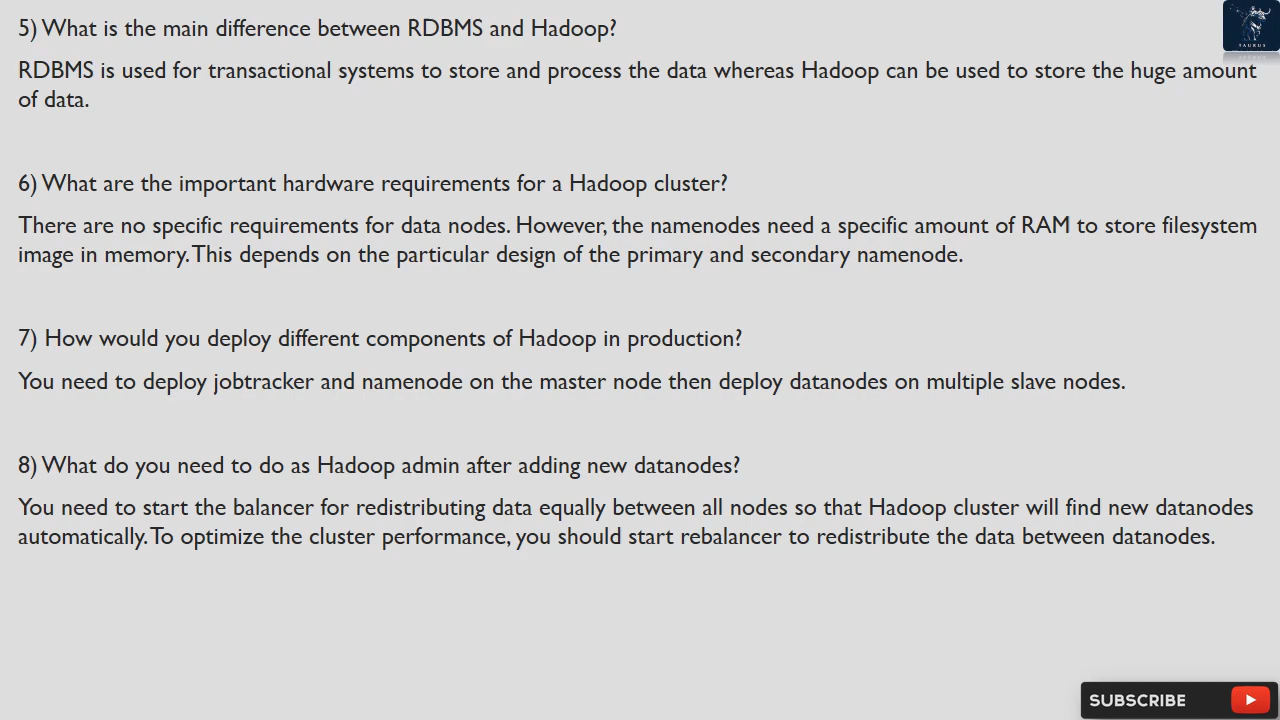 5) What is the main difference between RDBMS and Hadoop?
RDBMS is used for transactional systems to store and process the data whereas Hadoop can be used to store the huge amount
of data.
6) What are the important hardware requirements for a Hadoop cluster?
There are no specific requirements for data nodes. However, the namenodes need a specific amount of RAM to store filesystem
image in memory. This depends on the particular design of the primary and secondary namenode.
7) How would you deploy different components of Hadoop in production?
You need to deploy jobtracker and namenode on the master node then deploy datanodes on multiple slave nodes.
8) What do you need to do as Hadoop admin after adding new datanodes?
You need to start the balancer for redistributing data equally between all nodes so that Hadoop cluster will find new datanodes
automatically. To optimize the cluster performance, you should start rebalancer to redistribute the data between datanodes.
TAURUS
SUBSCRIBE